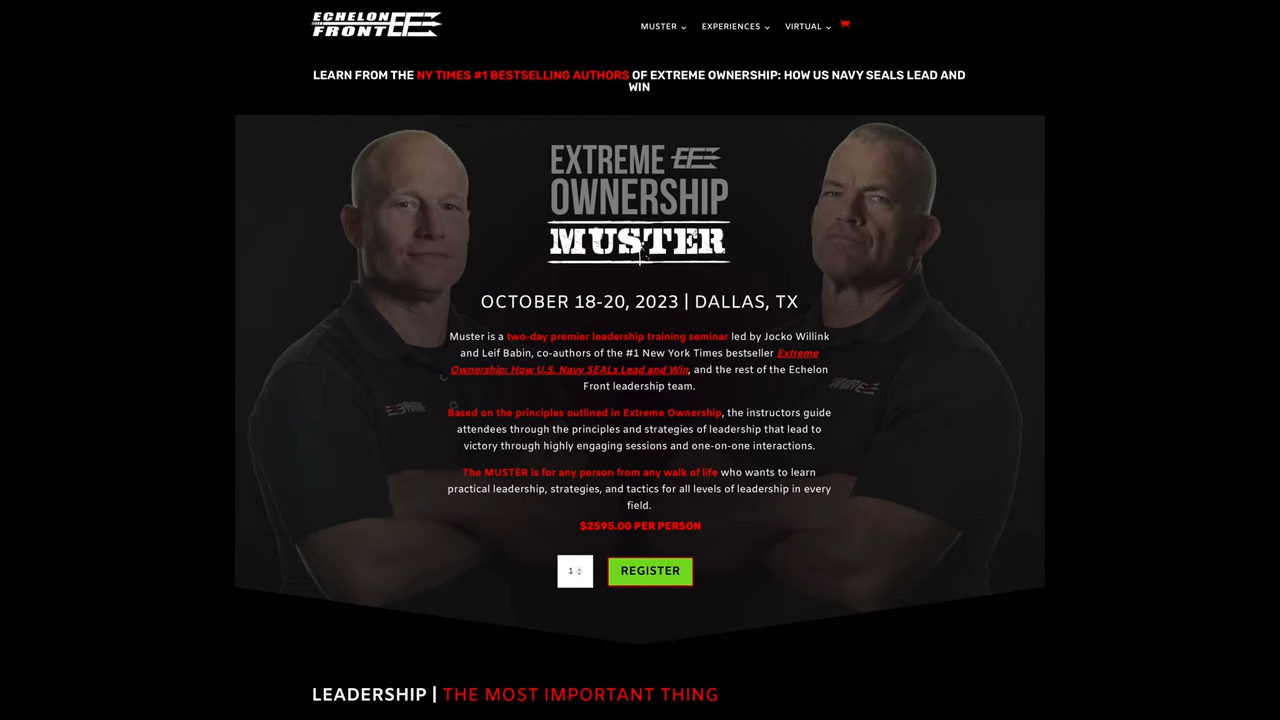 ECHELON
FRONT
MUSTER
EXPERIENCES
VIRTUAL
LEARN FROM THE NY TIMES #1 BESTSELLING AUTHORS OF EXTREME OWNERSHIP: HOW US NAVY SEALS LEAD AND
WIN
EXTREME
OWNERSHIP
MUSTER
OCTOBER 18-20, 2023 | DALLAS, TX
Muster is a two-day premier leadership training seminar led by Jocko Willink
and Leif Babin, co-authors of the #1 New York Times bestseller Extreme
Ownership: How U.S. Navy SEALs Lead and Win, and the rest of the Echelon
Front leadership team.
Based on the principles outlined in Extreme Ownership, the instructors guide
attendees through the principles and strategies of leadership that lead to
victory through highly engaging sessions and one-on-one interactions.
The MUSTER is for any person from any walk of life who wants to learn
practical leadership, strategies, and tactics for all levels of leadership in every
field.
$2595.00 PER PERSON
1
REGISTER
LEADERSHIP | THE MOST IMPORTANT THING